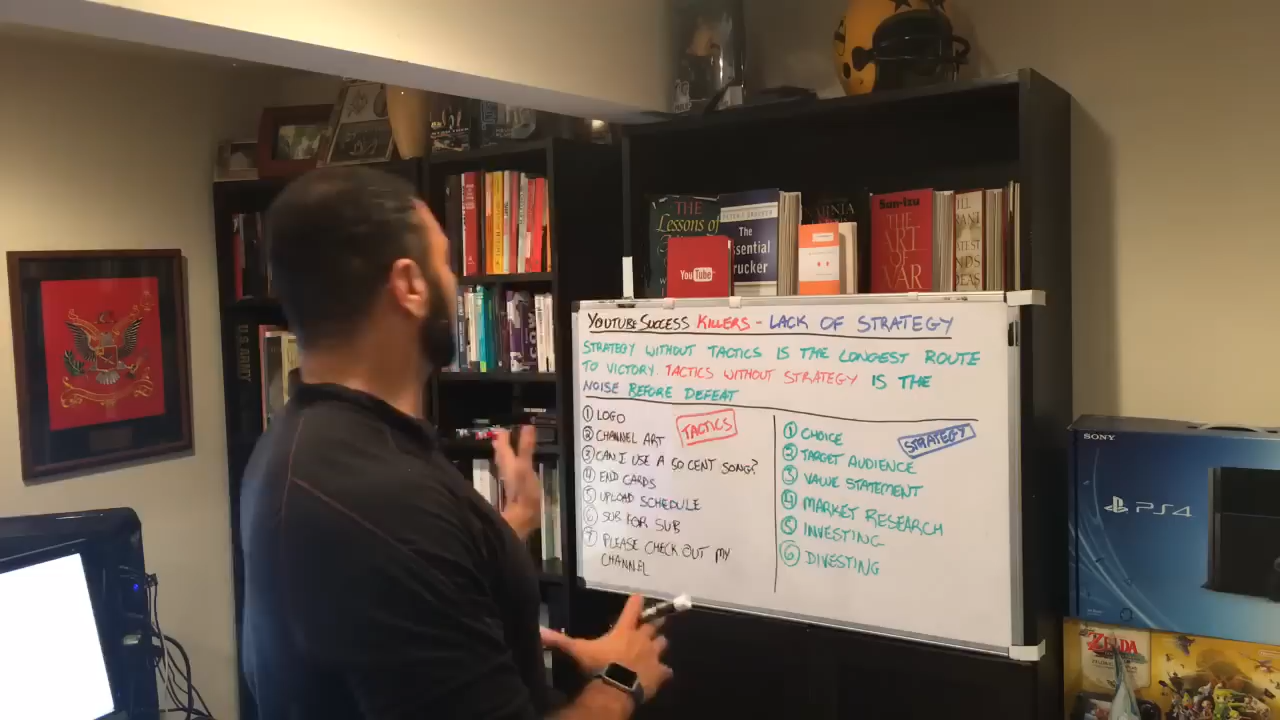 THE
Lessons of
PETER F. DRUCKER
The
Essential
Drucker
YouTube
Sun-tzu
THE
ART
OF
WAR
U.S. ARMY
YOUTUBE SUCCESS KILLERS - LACK OF STRATEGY
STRATEGY WITHOUT TACTICS IS THE LONGEST ROUTE
TO VICTORY. TACTICS WITHOUT STRATEGY IS THE
NOISE BEFORE DEFEAT
TACTICS
① LOGO
② CHANNEL ART
③ CAN I USE A 50 CENT SONG?
④ END CARDS
⑤ UPLOAD SCHEDULE
⑥ SUB FOR SUB
⑦ PLEASE CHECK OUT MY
CHANNEL
STRATEGY
① CHOICE
② TARGET AUDIENCE
③ VALUE STATEMENT
④ MARKET RESEARCH
⑤ INVESTING
⑥ DIVESTING
SONY
PS4
ZELDA